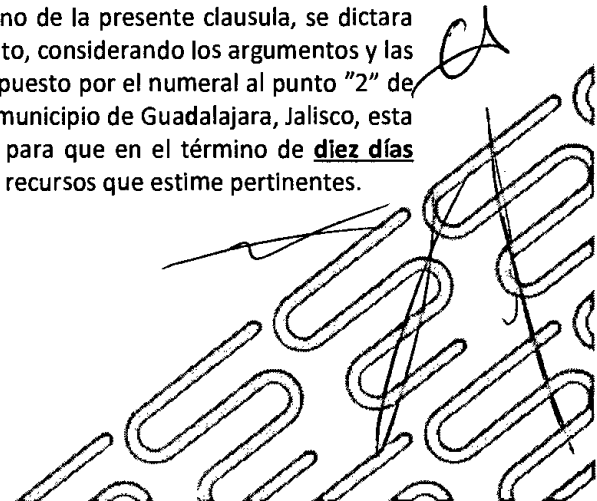 no de la presente clausula, se dictara
to, considerando los argumentos y las
puesto por el numeral al punto "2" de
municipio de Guadalajara, Jalisco, esta
para que en el término de diez días
recursos que estime pertinentes.